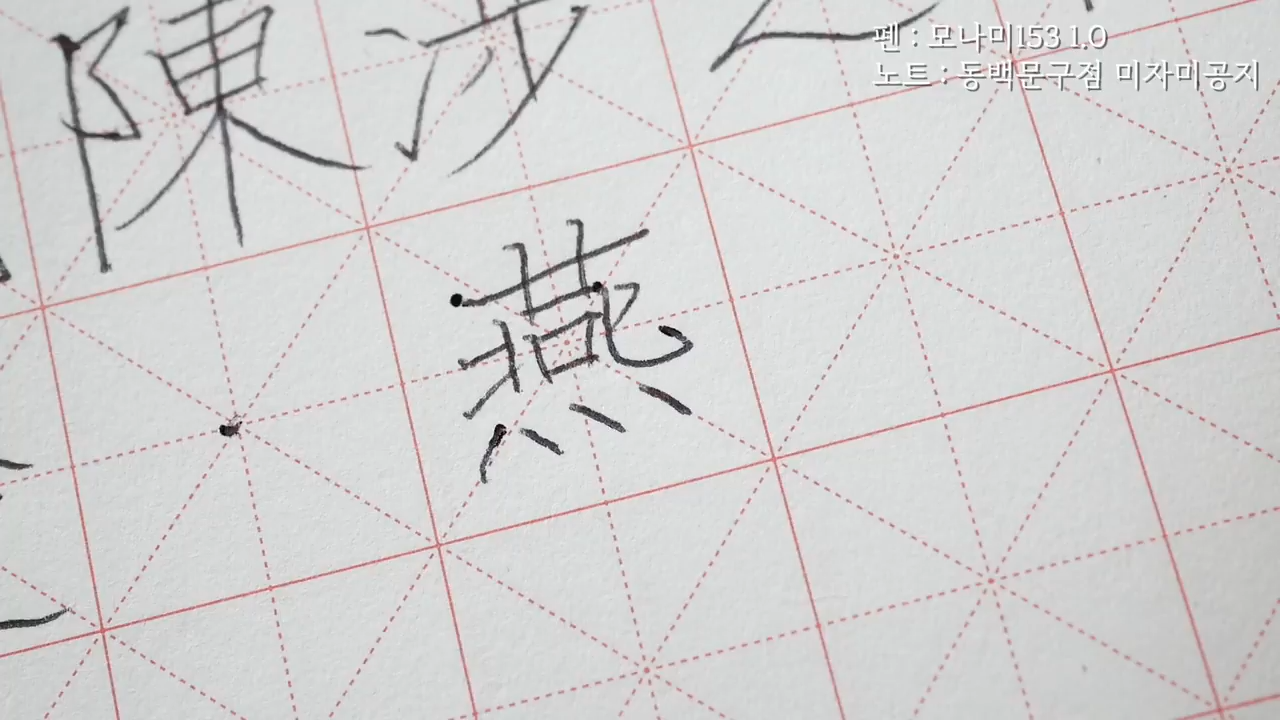 펜 : 모나미153 1.0
노트 : 동백문구점 미자미공지
陳涉
燕